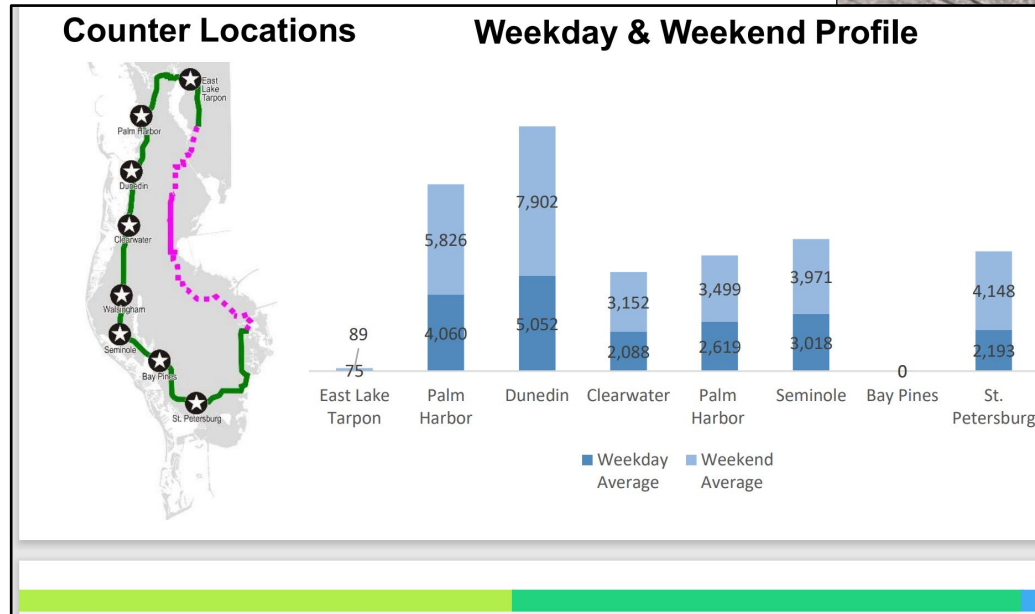 Counter Locations
Weekday & Weekend Profile
East
Lake
Tarpon
Palm Harbor
Dunedin
Clearwater
Walsingham
Seminole
Bay Pines
St. Petersburg
89
75
5,826
4,060
7,902
5,052
3,152
2,088
3,499
2,619
3,971
3,018
0
4,148
2,193
East Lake
Tarpon
Palm
Harbor
Dunedin
Clearwater
Palm
Harbor
Seminole
Bay Pines
St.
Petersburg
Weekday
Average
Weekend
Average